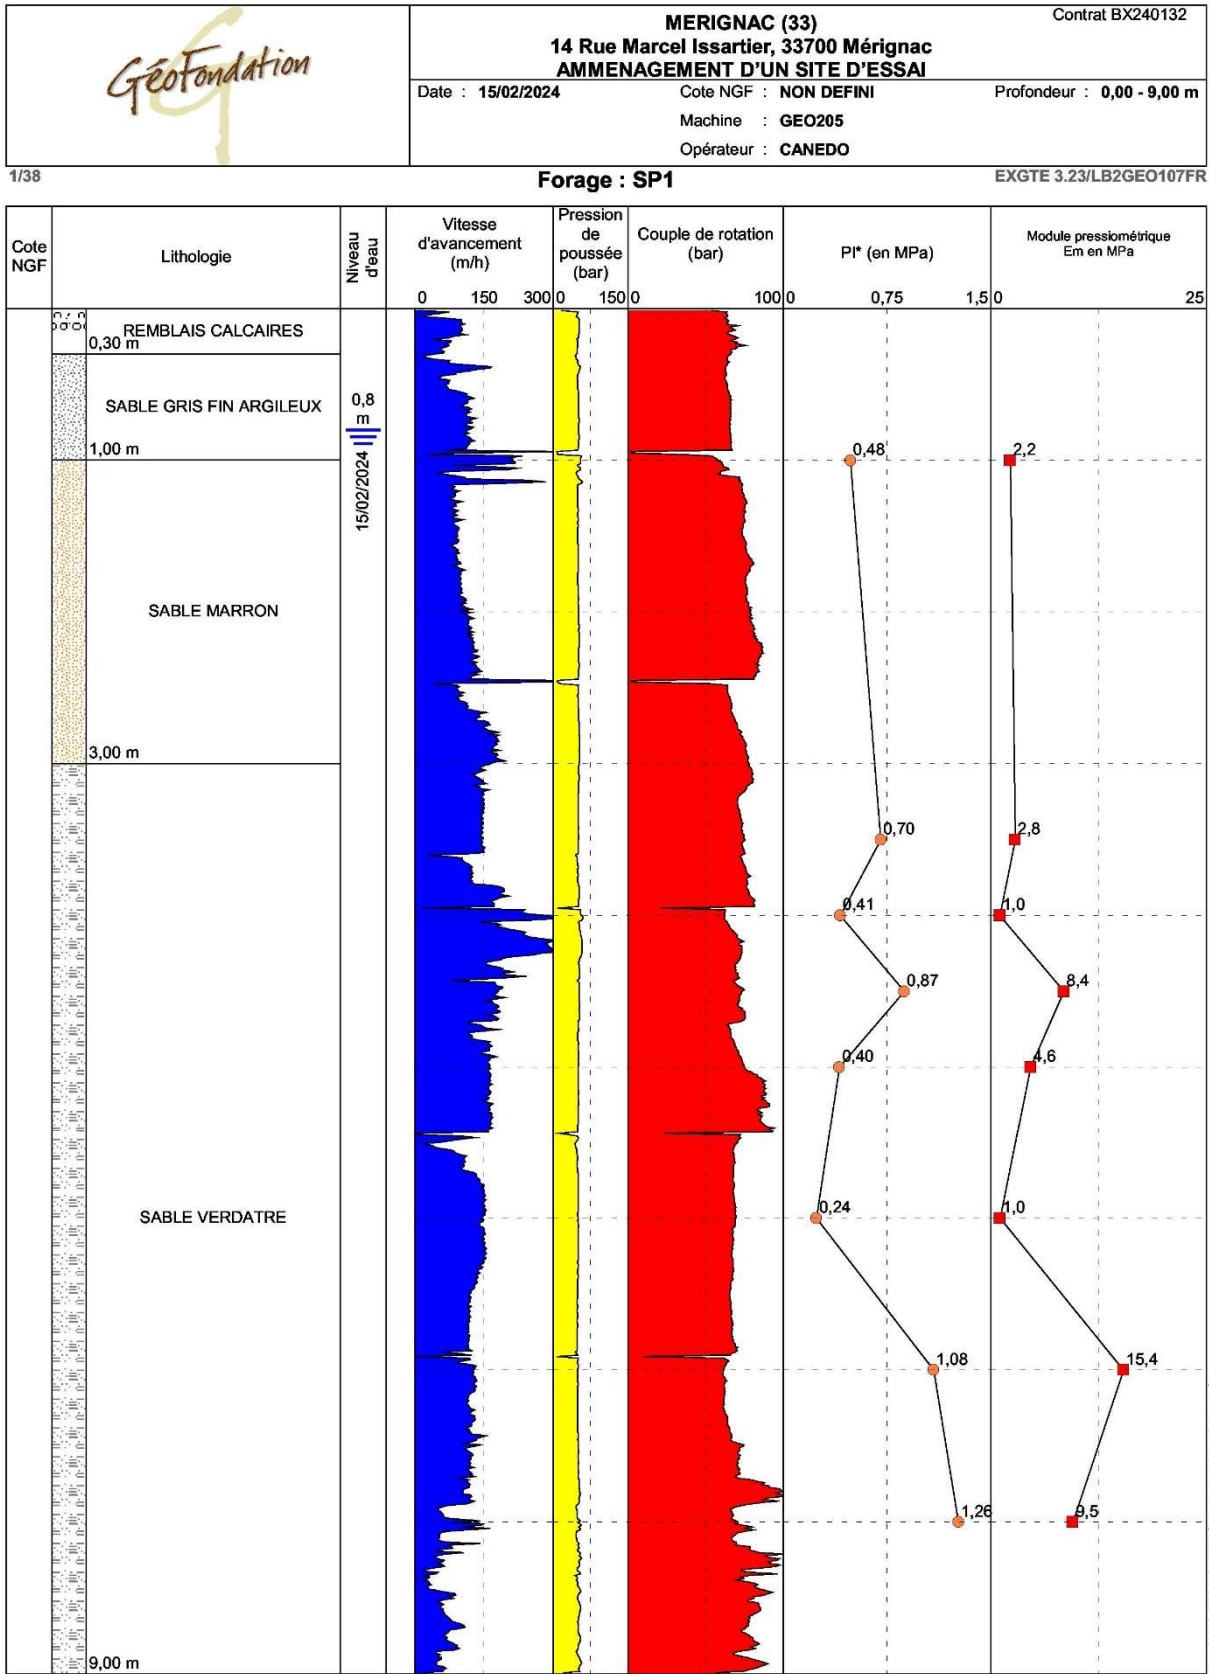 GéoFondation
MERIGNAC (33)
14 Rue Marcel Issartier, 33700 Mérignac
AMMENAGEMENT D'UN SITE D'ESSAI
Contrat BX240132
Date : 15/02/2024
Cote NGF : NON DEFINI
Profondeur : 0,00 - 9,00 m
Machine : GEO205
Opérateur : CANEDO
1/38
Forage : SP1
EXGTE 3.23/LB2GEO107FR
Cote
NGF
Lithologie
Niveau
d'eau
Vitesse
d'avancement
(m/h)
Pression
de
poussée
(bar)
Couple de rotation
(bar)
Pl* (en MPa)
Module pressiométrique
Em en MPa
0 150 300
0 150
0 100
0 0,75 1,5
0 25
REMBLAIS CALCAIRES
0,30 m
SABLE GRIS FIN ARGILEUX
0,8
m
15/02/2024
1,00 m
0,48
2,2
SABLE MARRON
3,00 m
0,70
2,8
0,41
1,0
0,87
8,4
0,40
4,6
SABLE VERDATRE
0,24
1,0
1,08
15,4
1,26
9,5
9,00 m